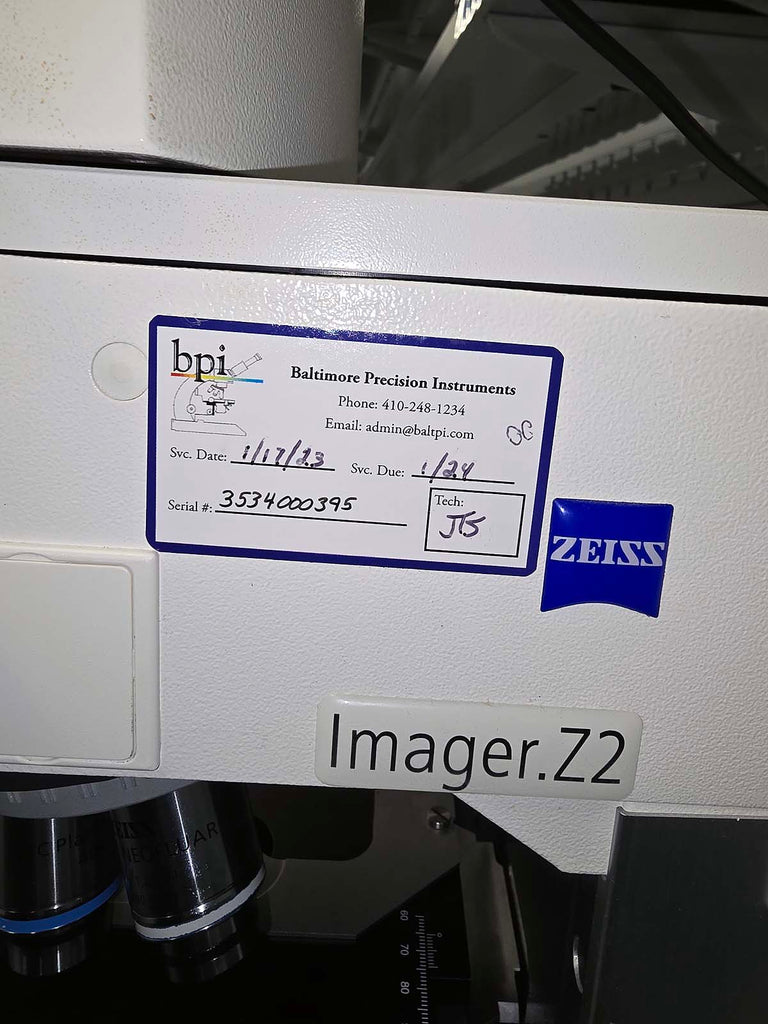 bpi
Baltimore Precision Instruments
Phone: 410-248-1234
Email: admin@baltpi.com
Svc. Date: 1/17/23 Svc. Due: 1/24
Serial #: 3534000395
Tech:
JTS
ZEISS
Imager.Z2
NEOFLUAR
60
70
80